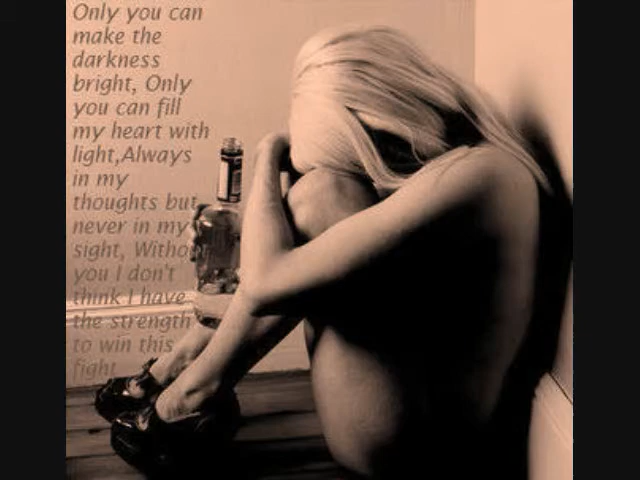 Only you can
make the
darkness
bright, Only
you can fill
my heart with
light,Always
in my
thoughts but
never in my
sight, Without
you I don't
think I have
the strength
to win this
fight